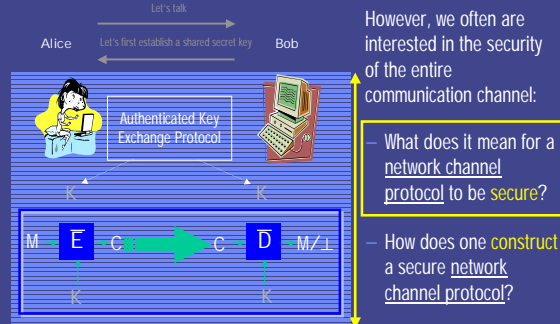 Let's talk
Alice
Let's first establish a shared secret key
Bob
Authenticated Key
Exchange Protocol
K
K
M
E
C
C
D
M/⊥
K
K
However, we often are
interested in the security
of the entire
communication channel:
– What does it mean for a
network channel
protocol to be secure?
– How does one construct
a secure network
channel protocol?